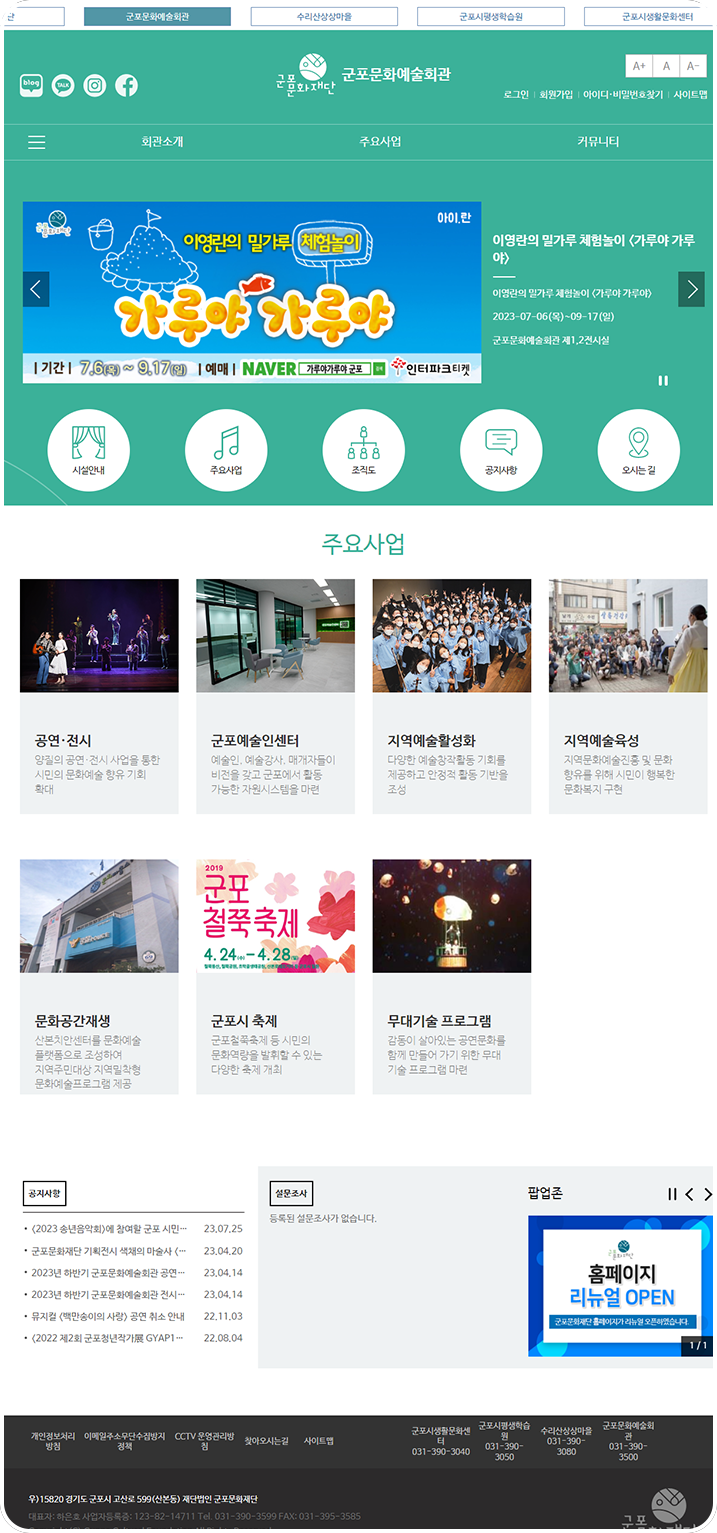 단
군포문화예술회관
수리산상상마을
군포시평생학습원
군포시생활문화센터
blog
TALK
군포
문화재단
군포문화예술회관
A+ A A-
로그인 회원가입 아이디·비밀번호찾기 사이트맵
회관소개
주요사업
커뮤니티
군포문화재단
아이.란
이영란의 밀가루 체험놀이
가루야 가루야
| 기간 | 7.6(목) ~ 9.17(일) | 예매 | NAVER 가루야가루야 군포 검색 인터파크티켓
이영란의 밀가루 체험놀이 <가루야 가루
야>
이영란의 밀가루 체험놀이 <가루야 가루야>
2023-07-06(목)~09-17(일)
군포문화예술회관 제1,2전시실
시설안내
주요사업
조직도
공지사항
오시는 길
주요사업
공연·전시
양질의 공연·전시 사업을 통한
시민의 문화예술 향유 기회
확대
군포예술인센터
예술인, 예술강사, 매개자들이
비전을 갖고 군포에서 활동
가능한 자원시스템을 마련
지역예술활성화
다양한 예술창작활동 기회를
제공하고 안정적 활동 기반을
조성
지역예술육성
지역문화예술진흥 및 문화
향유를 위해 시민이 행복한
문화복지 구현
2019
군포
철쭉축제
4.24(수) – 4.28(일)
문화공간재생
산본치안센터를 문화예술
플랫폼으로 조성하여
지역주민대상 지역밀착형
문화예술프로그램 제공
군포시 축제
군포철쭉축제 등 시민의
문화역량을 발휘할 수 있는
다양한 축제 개최
무대기술 프로그램
감동이 살아있는 공연문화를
함께 만들어 가기 위한 무대
기술 프로그램 마련
공지사항
• <2023 송년음악회>에 참여할 군포 시민… 23,07,25
• 군포문화재단 기획전시 색채의 마술사 <… 23,04,20
• 2023년 하반기 군포문화예술회관 공연… 23,04,14
• 2023년 하반기 군포문화예술회관 전시… 23,04,14
• 뮤지컬 <백만송이의 사랑> 공연 취소 안내 22,11,03
• <2022 제2회 군포청년작가展 GYAP1… 22,08,04
설문조사
등록된 설문조사가 없습니다.
팝업존
군포문화재단
홈페이지
리뉴얼 OPEN
군포문화재단 홈페이지가 리뉴얼 오픈하였습니다.
1 / 1
개인정보처리
방침
이메일주소무단수집방지
정책
CCTV 운영관리방
침
찾아오시는길
사이트맵
군포시생활문화센
터
031-390-3040
군포시평생학습
원
031-390-
3050
수리산상상마을
031-390-
3080
군포문화예술회
관
031-390-
3500
우)15820 경기도 군포시 고산로 599(산본동) 재단법인 군포문화재단
대표자: 하은호 사업자등록증: 123-82-14711 Tel. 031-390-3599 FAX: 031-395-3585